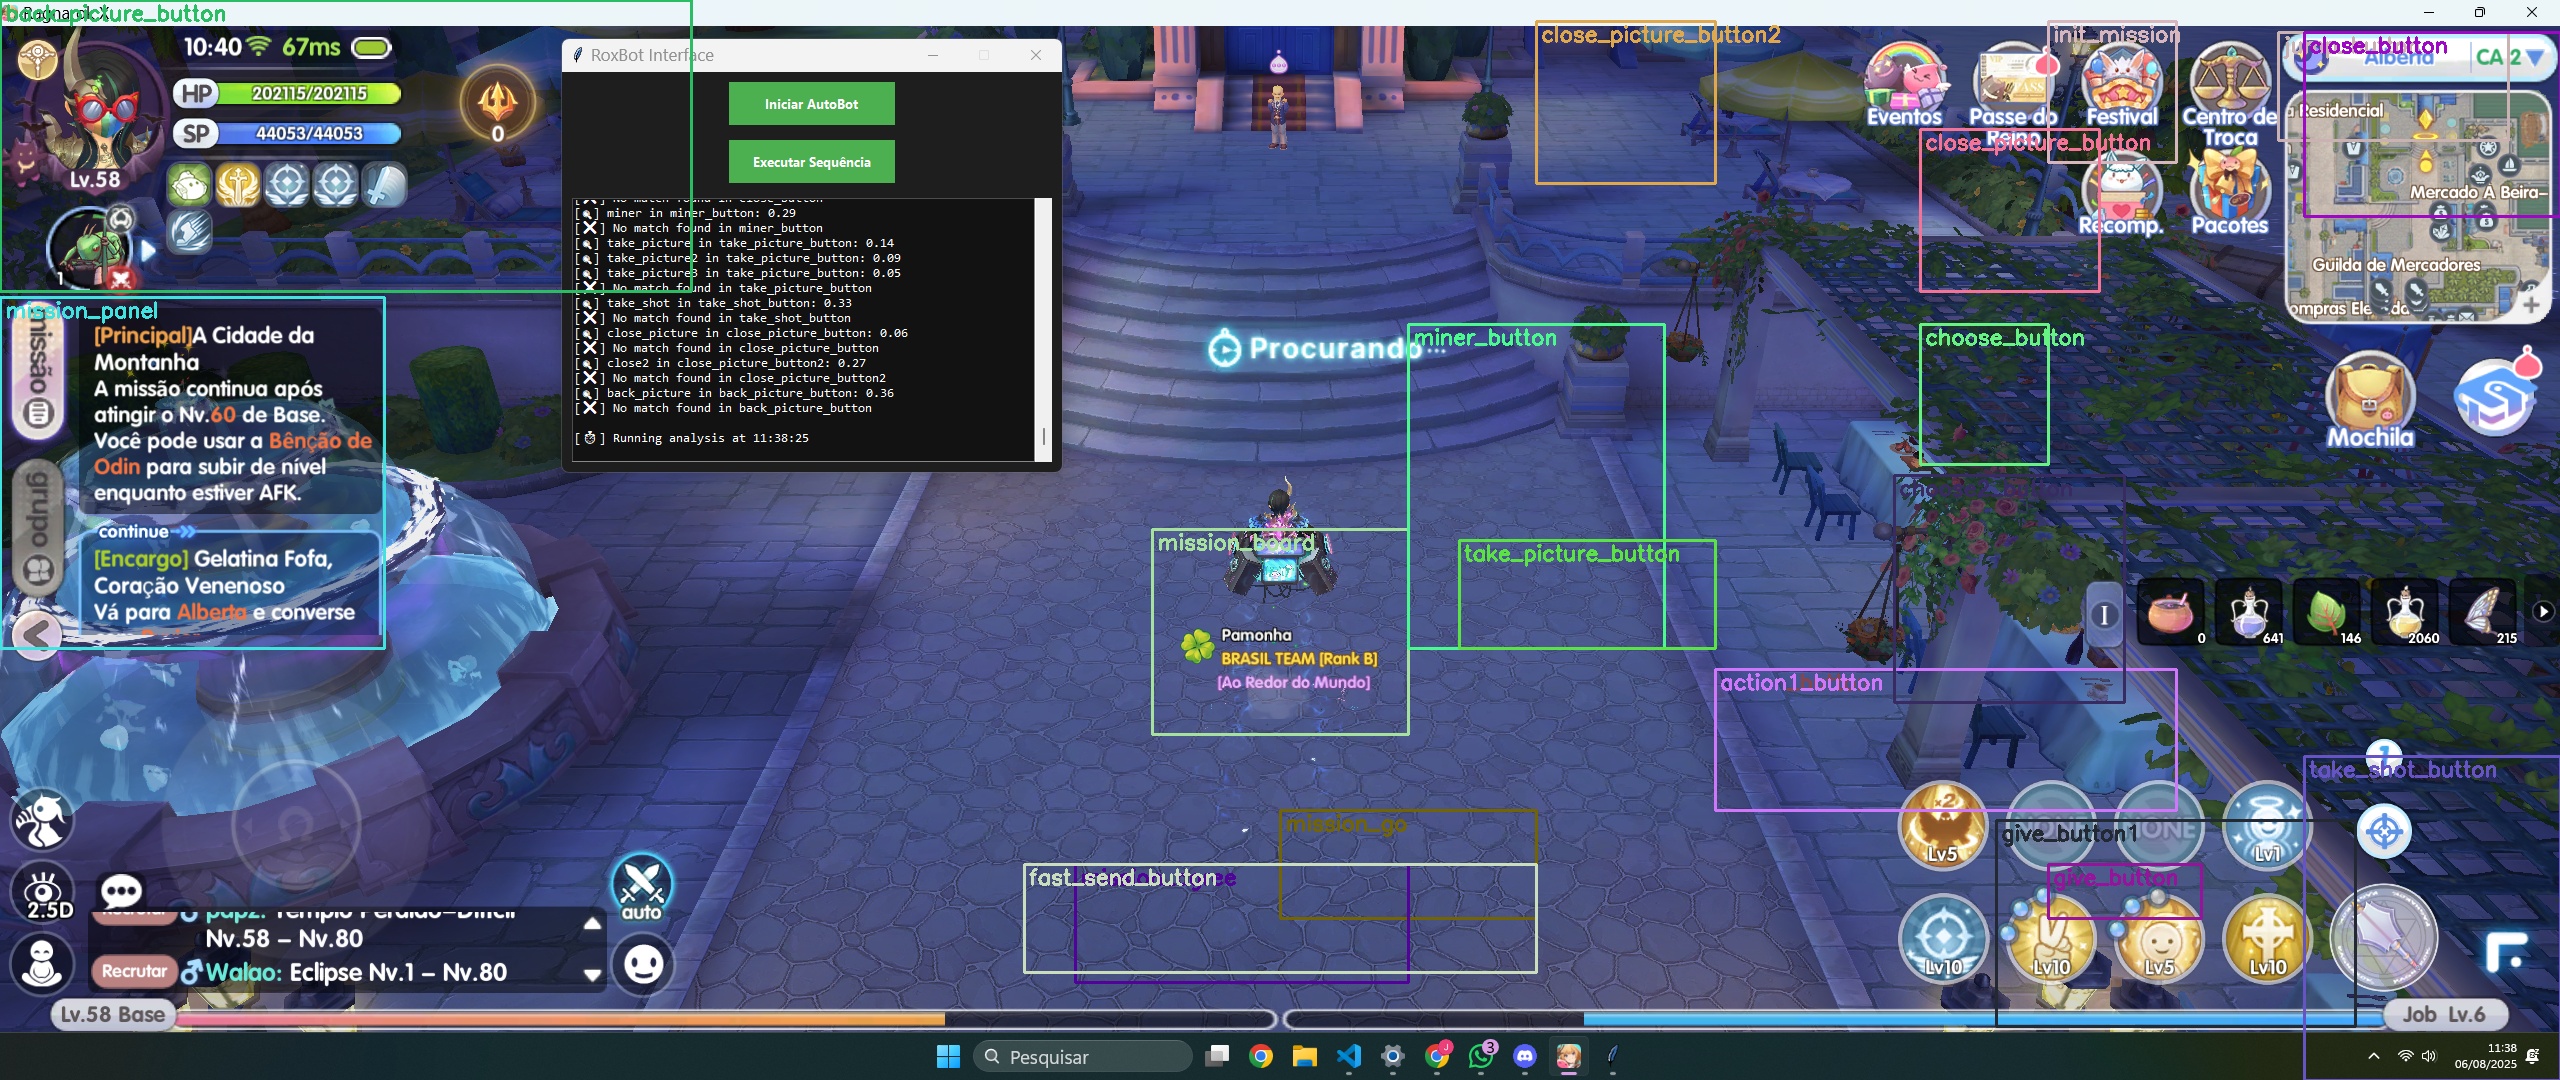 back_picture_button
10:40
67ms
HP
202115/202115
SP
44053/44053
0
Lv.58
1
RoxBot Interface
Iniciar AutoBot
Executar Sequência
[🔍] miner in miner_button: 0.29
[❌] No match found in miner_button
[🔍] take_picture in take_picture_button: 0.14
[🔍] take_picture2 in take_picture_button: 0.09
[🔍] take_picture3 in take_picture_button: 0.05
[❌] No match found in take_picture_button
[🔍] take_shot in take_shot_button: 0.33
[❌] No match found in take_shot_button
[🔍] close_picture in close_picture_button: 0.06
[❌] No match found in close_picture_button
[🔍] close2 in close_picture_button2: 0.27
[❌] No match found in close_picture_button2
[🔍] back_picture in back_picture_button: 0.36
[❌] No match found in back_picture_button
[⏱] Running analysis at 11:38:25
close_picture_button2
init_mission
close_button
Alberta
CA 2
Eventos
Passe do
Reino
Festival
Centro de
Troca
close_picture_button
Recomp.
Pacotes
a Residencial
Mercado A Beira-
Guilda de Mercadores
Mochila
mission_panel
missão
grupo
[Principal]A Cidade da
Montanha
A missão continua após
atingir o Nv.60 de Base.
Você pode usar a Bênção de
Odin para subir de nível
enquanto estiver AFK.
continue
[Encargo] Gelatina Fofa,
Coração Venenoso
Vá para Alberta e converse
Procurando...
miner_button
choose_button
mission_board
take_picture_button
Pamonha
BRASIL TEAM [Rank B]
[Ao Redor do Mundo]
I
0
641
146
2060
215
action1_button
take_shot_button
mission_go
fast_send_button
give_button1
give_button
×2
Lv5
NONE
Lv1
Lv10
Lv10
Lv5
Lv10
2.5D
auto
papz: Templo Perdido–Difícil
Nv.58 – Nv.80
Recrutar
Walao: Eclipse Nv.1 – Nv.80
Lv.58 Base
Job Lv.6
Pesquisar
3
11:38
06/08/2025